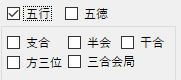 五行 五德
支合 半会 干合
方三位 三合会局